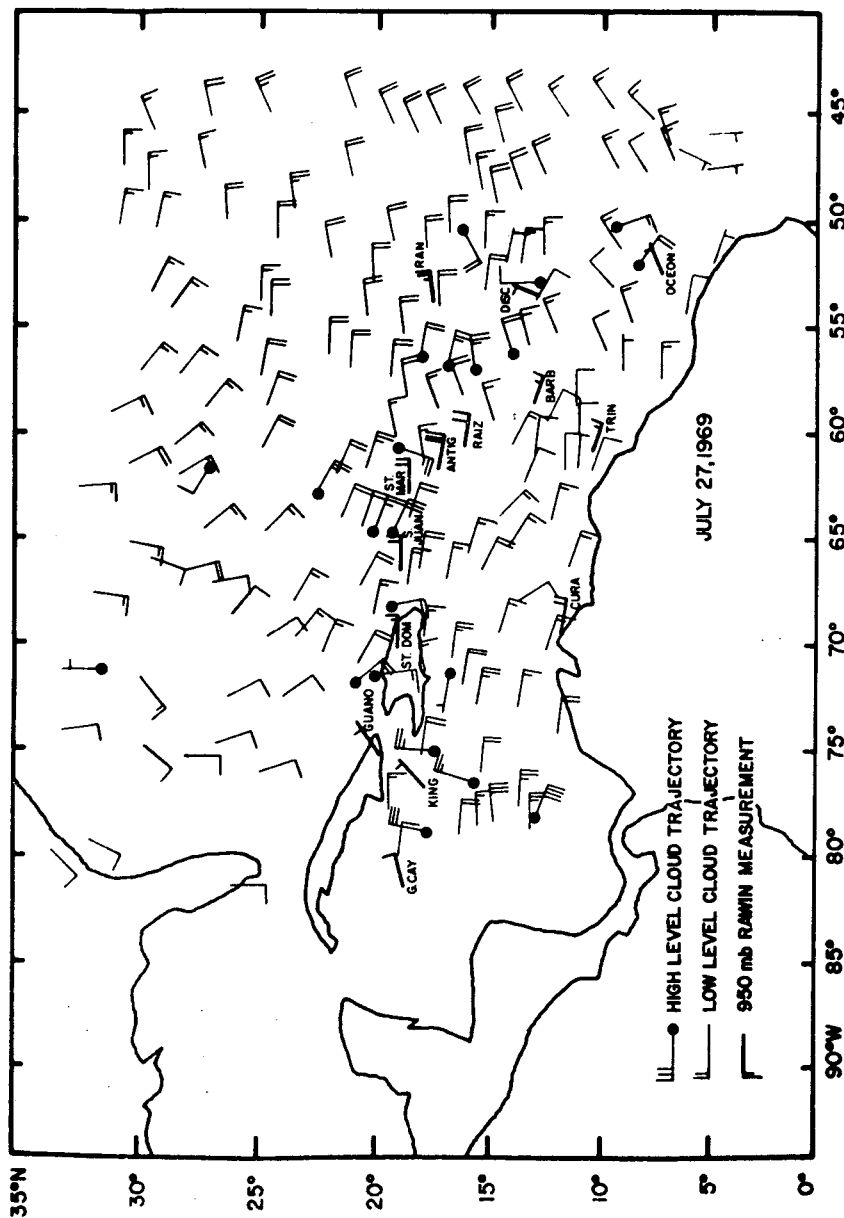 35°N
30°
25°
20°
15°
10°
5°
0°
90°W
85°
80°
75°
70°
65°
60°
55°
50°
45°
G.CAY
KING
GUANO
ST. DOM
S. JUAN
ST. MAR
ANTIG
RAIZ
RAN
DISC
BARB
TRIN
OCEON
CURA
JULY 27, 1969
HIGH LEVEL CLOUD TRAJECTORY
LOW LEVEL CLOUD TRAJECTORY
950 mb RAWIN MEASUREMENT